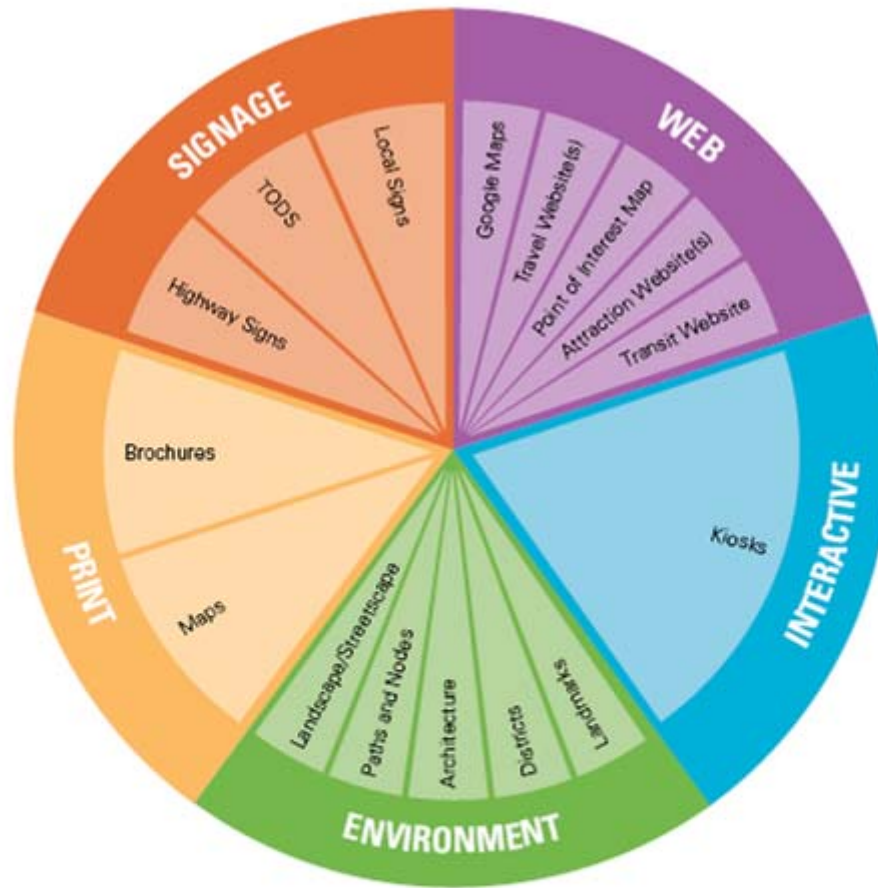 SIGNAGE
Highway Signs
TODS
Local Signs
WEB
Google Maps
Travel Website(s)
Point of Interest Map
Attraction Website(s)
Transit Website
INTERACTIVE
Kiosks
ENVIRONMENT
Landscape/Streetscape
Paths and Nodes
Architecture
Districts
Landmarks
PRINT
Brochures
Maps